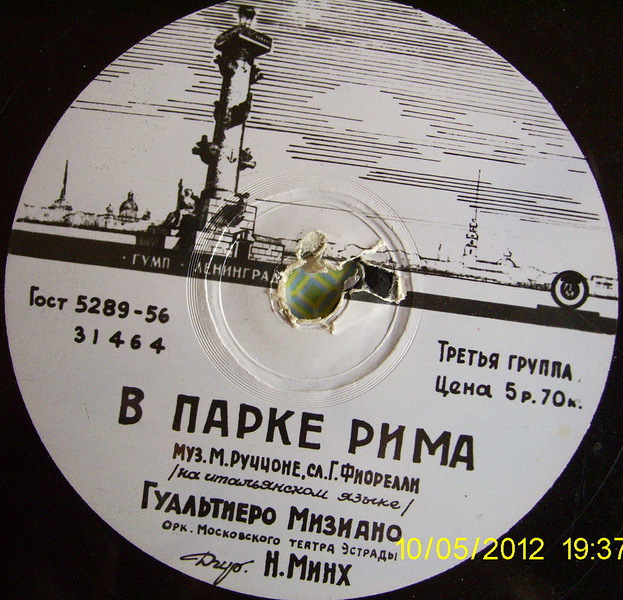 · ГУМП · ЛЕНИНГРАД
Гост 5289-56
31464
ТРЕТЬЯ ГРУППА
Цена 5р.70к.
В ПАРКЕ РИМА
МУЗ. М. РУЧЧОНЕ, СЛ. Г. ФИОРЕЛЛИ
/на итальянском языке/
ГУАЛЬТИЕРО МИЗИАНО
ОРК. МОСКОВСКОГО ТЕАТРА ЭСТРАДЫ
Дир. Н. МИНХ
10/05/2012 19:37